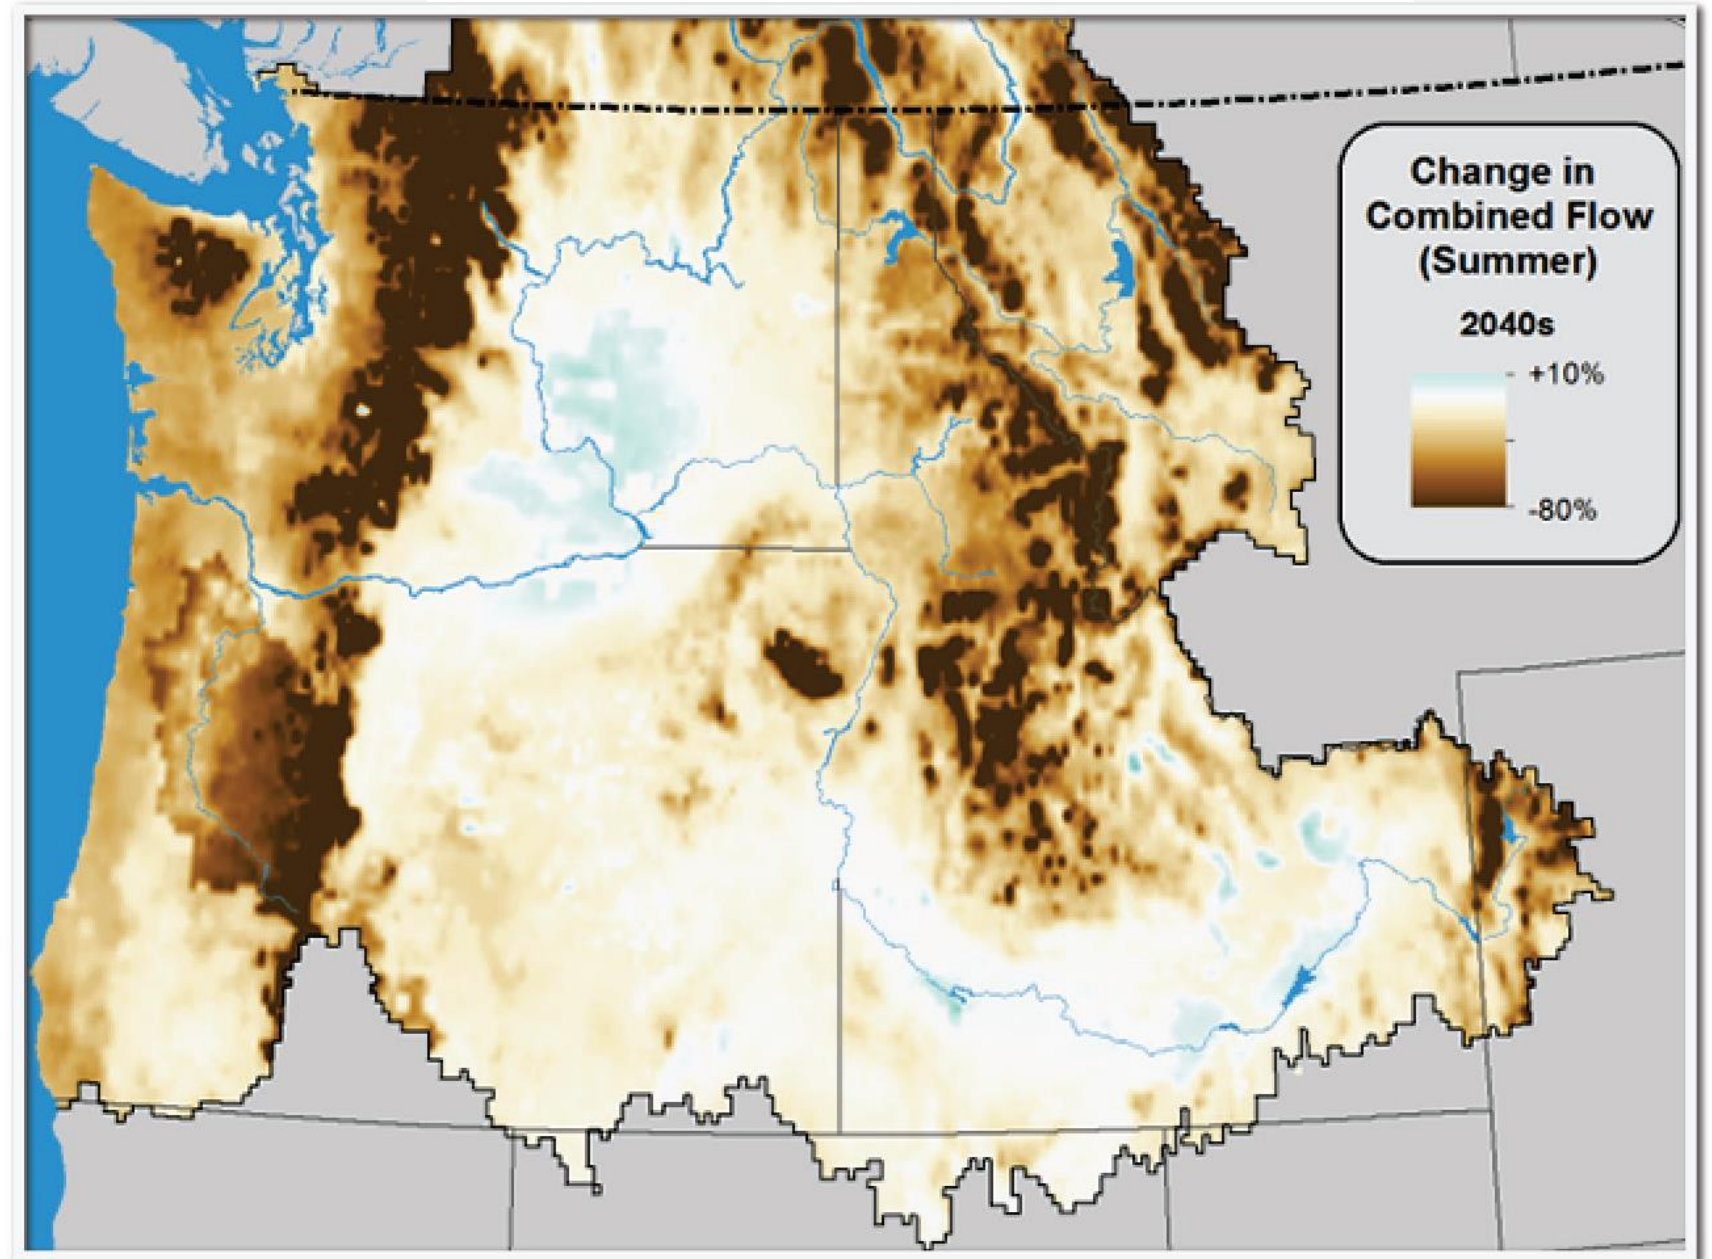 Change in
Combined Flow
(Summer)
2040s
+10%
-80%